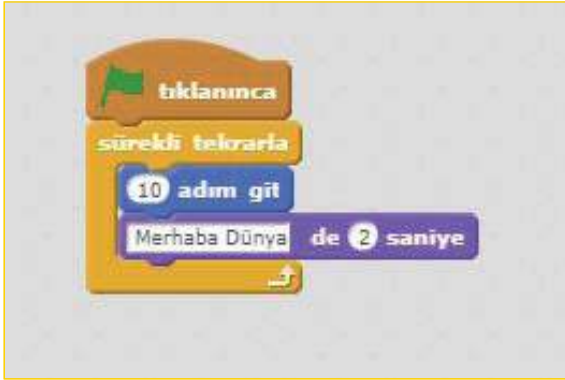 tıklanınca
sürekli tekrarla
10 adım git
Merhaba Dünya de 2 saniye